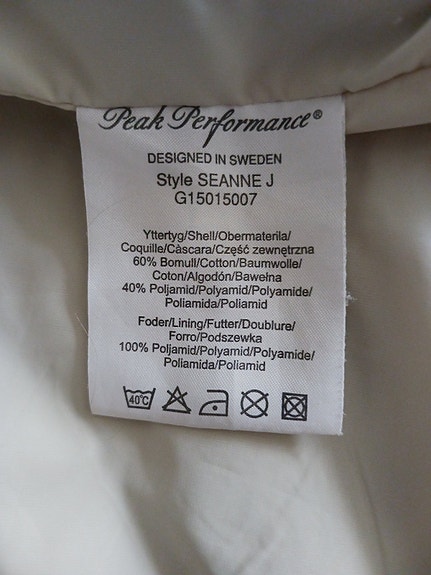 Peak Performance®
DESIGNED IN SWEDEN
Style SEANNE J
G15015007
Yttertyg/Shell/Obermaterila/
Coquille/Càscara/Część zewnętrzna
60% Bomull/Cotton/Baumwolle/
Coton/Algodón/Bawełna
40% Poljamid/Polyamid/Polyamide/
Poliamida/Poliamid
Foder/Lining/Futter/Doublure/
Forro/Podszewka
100% Poljamid/Polyamid/Polyamide/
Polyamida/Poliamid
40°C